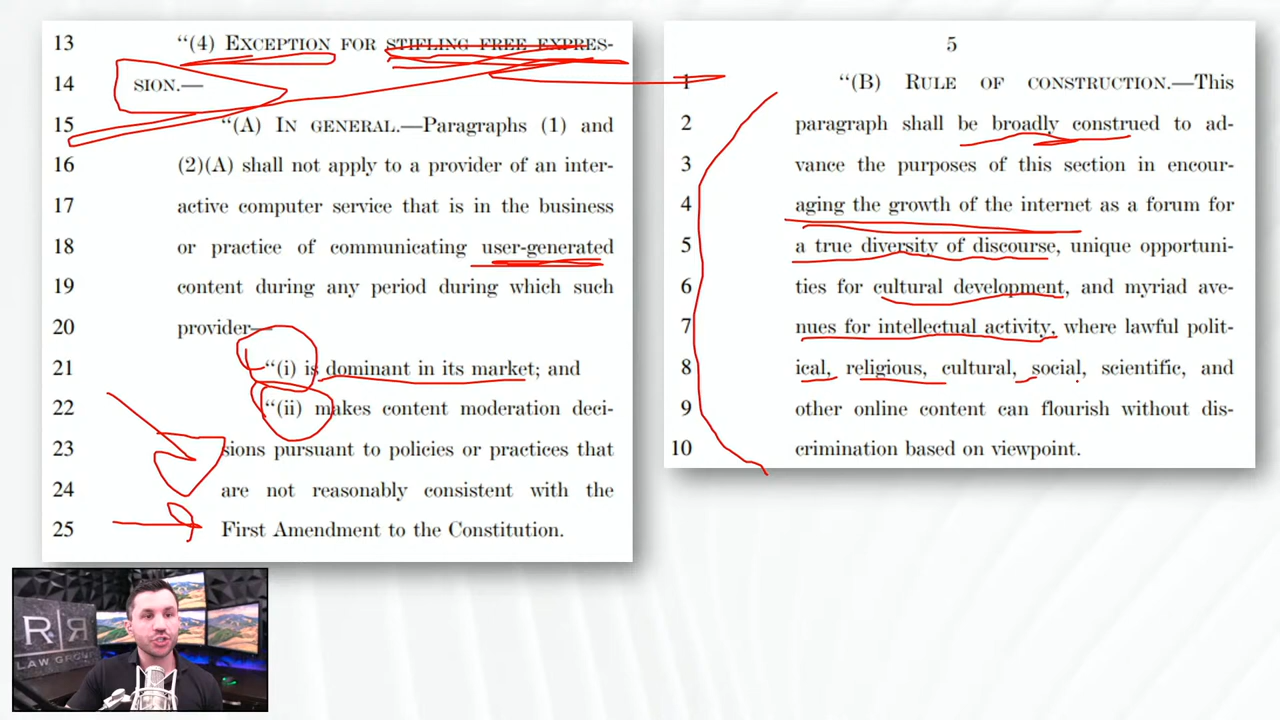 13 “(4) EXCEPTION FOR STIFLING FREE EXPRES-
14 SION.—
15 “(A) IN GENERAL.—Paragraphs (1) and
16 (2)(A) shall not apply to a provider of an inter-
17 active computer service that is in the business
18 or practice of communicating user-generated
19 content during any period during which such
20 provider—
21 “(i) is dominant in its market; and
22 “(ii) makes content moderation deci-
23 sions pursuant to policies or practices that
24 are not reasonably consistent with the
25 First Amendment to the Constitution.
5
1 “(B) RULE OF CONSTRUCTION.—This
2 paragraph shall be broadly construed to ad-
3 vance the purposes of this section in encour-
4 aging the growth of the internet as a forum for
5 a true diversity of discourse, unique opportuni-
6 ties for cultural development, and myriad ave-
7 nues for intellectual activity, where lawful polit-
8 ical, religious, cultural, social, scientific, and
9 other online content can flourish without dis-
10 crimination based on viewpoint.
R|R
LAW GROUP